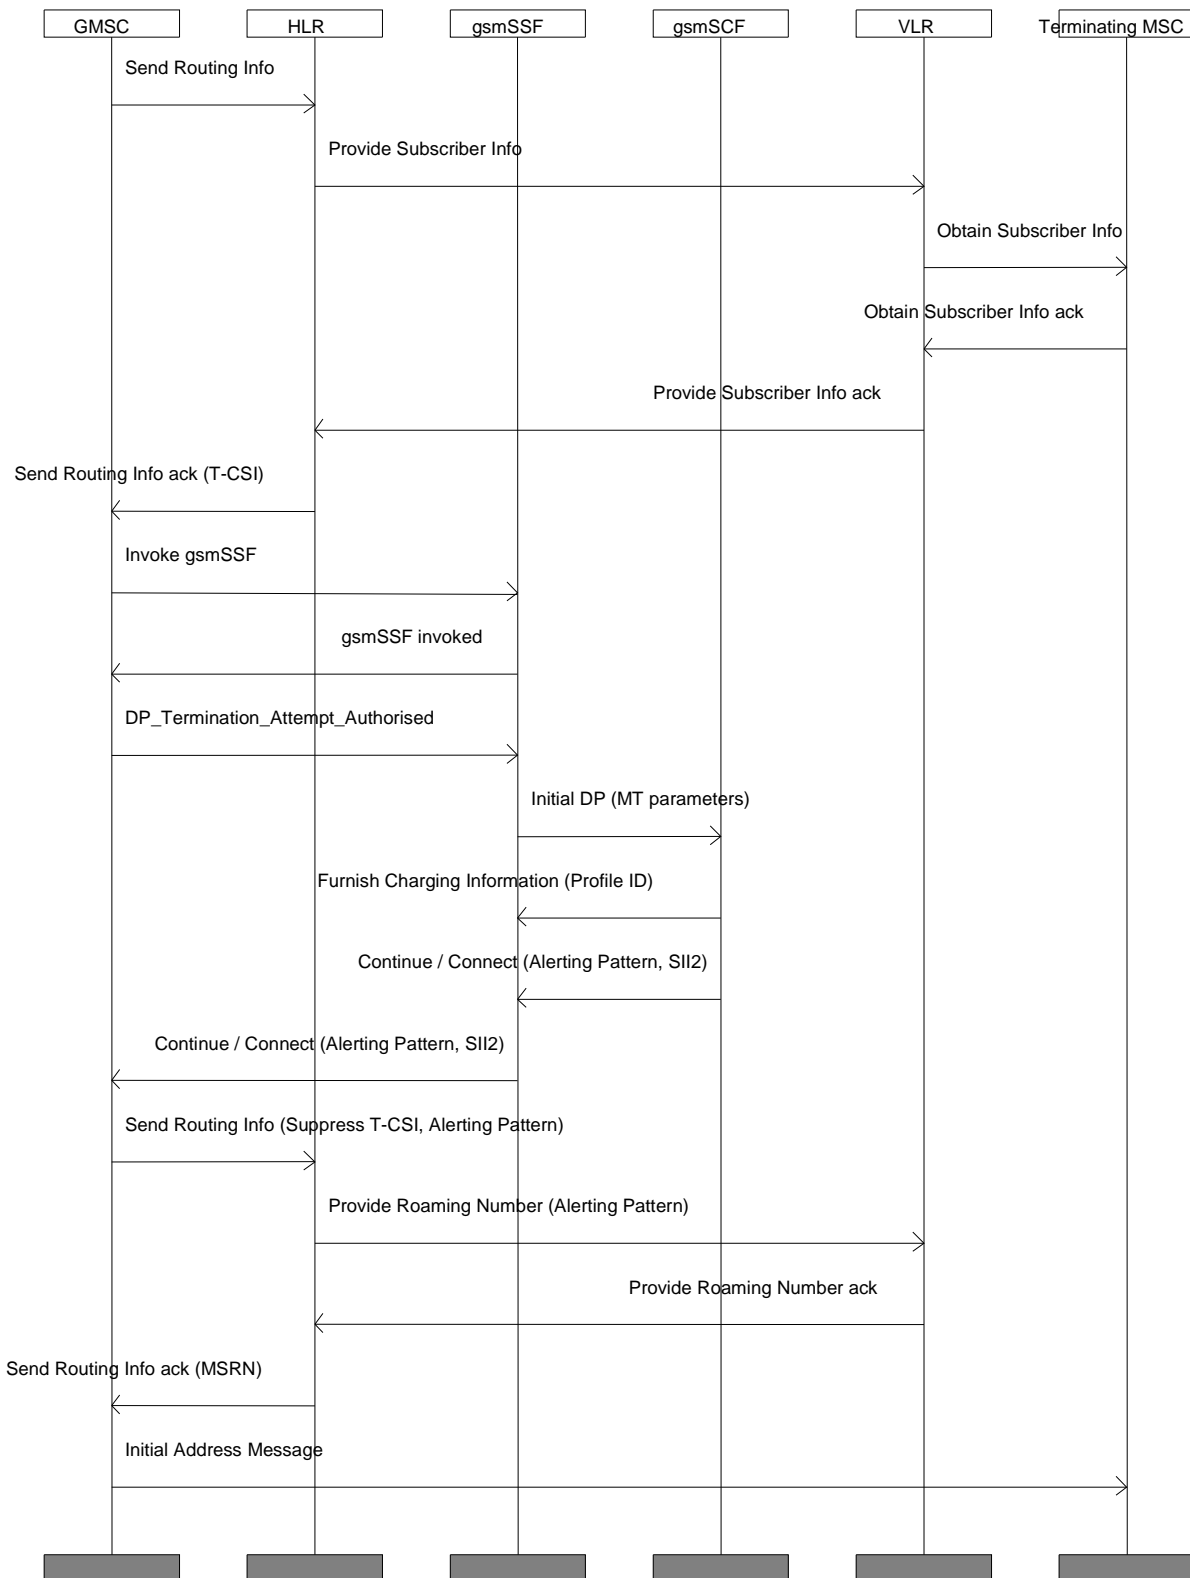 GMSC
HLR
gsmSSF
gsmSCF
VLR
Terminating MSC
Send Routing Info
Provide Subscriber Info
Obtain Subscriber Info
Obtain Subscriber Info ack
Provide Subscriber Info ack
Send Routing Info ack (T-CSI)
Invoke gsmSSF
gsmSSF invoked
DP_Termination_Attempt_Authorised
Initial DP (MT parameters)
Furnish Charging Information (Profile ID)
Continue / Connect (Alerting Pattern, SII2)
Continue / Connect (Alerting Pattern, SII2)
Send Routing Info (Suppress T-CSI, Alerting Pattern)
Provide Roaming Number (Alerting Pattern)
Provide Roaming Number ack
Send Routing Info ack (MSRN)
Initial Address Message